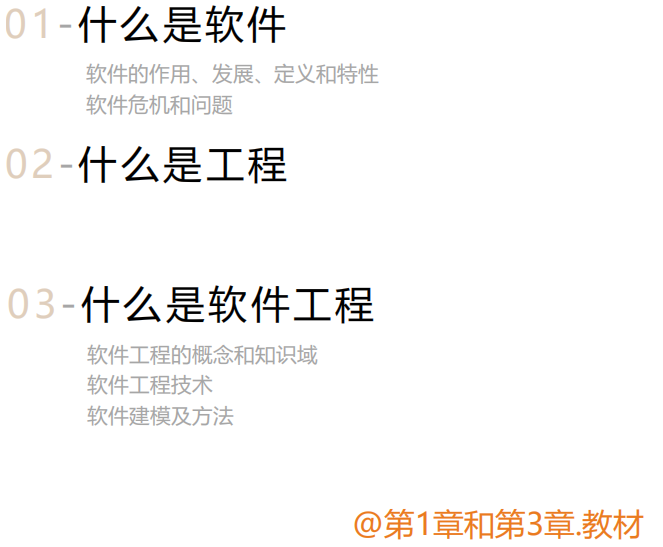 01-什么是软件
软件的作用、发展、定义和特性
软件危机和问题
02-什么是工程
03-什么是软件工程
软件工程的概念和知识域
软件工程技术
软件建模及方法
@第1章和第3章.教材